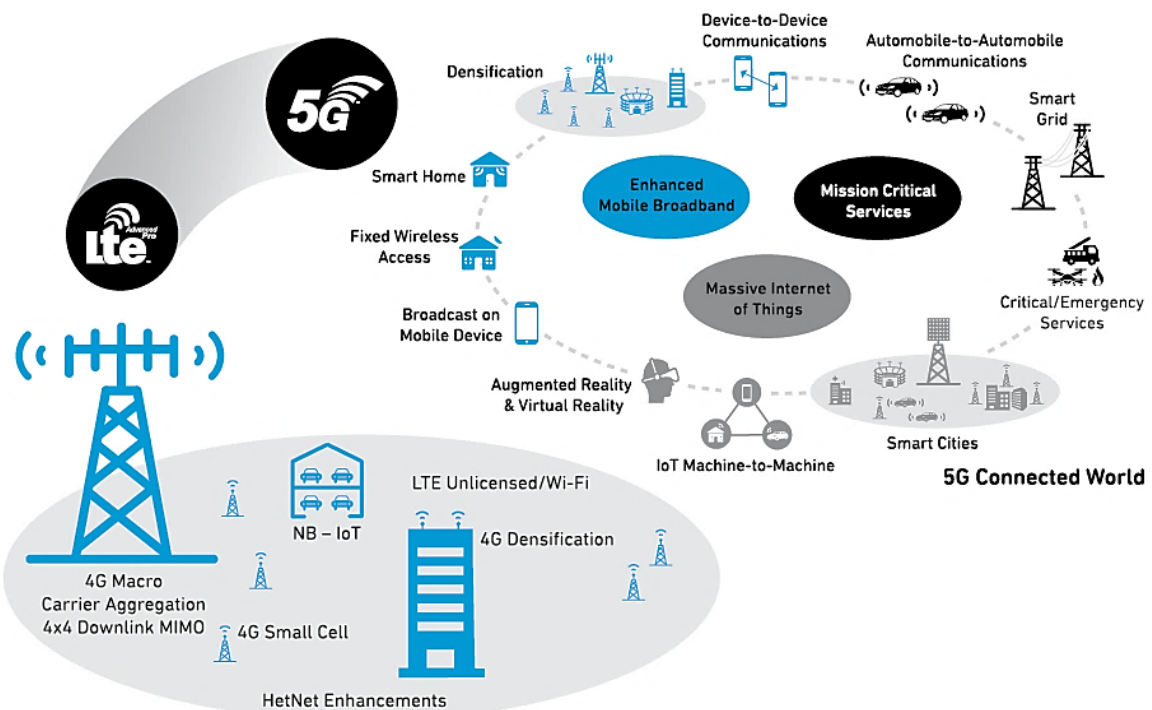 5G
Lte
Advanced
Pro
Densification
Device-to-Device
Communications
Automobile-to-Automobile
Communications
Smart
Grid
Smart Home
Enhanced
Mobile Broadband
Mission Critical
Services
Fixed Wireless
Access
Massive Internet
of Things
Critical/Emergency
Services
Broadcast on
Mobile Device
Augmented Reality
& Virtual Reality
IoT Machine-to-Machine
Smart Cities
5G Connected World
LTE Unlicensed/Wi-Fi
NB – IoT
4G Densification
4G Macro
Carrier Aggregation
4x4 Downlink MIMO
4G Small Cell
HetNet Enhancements